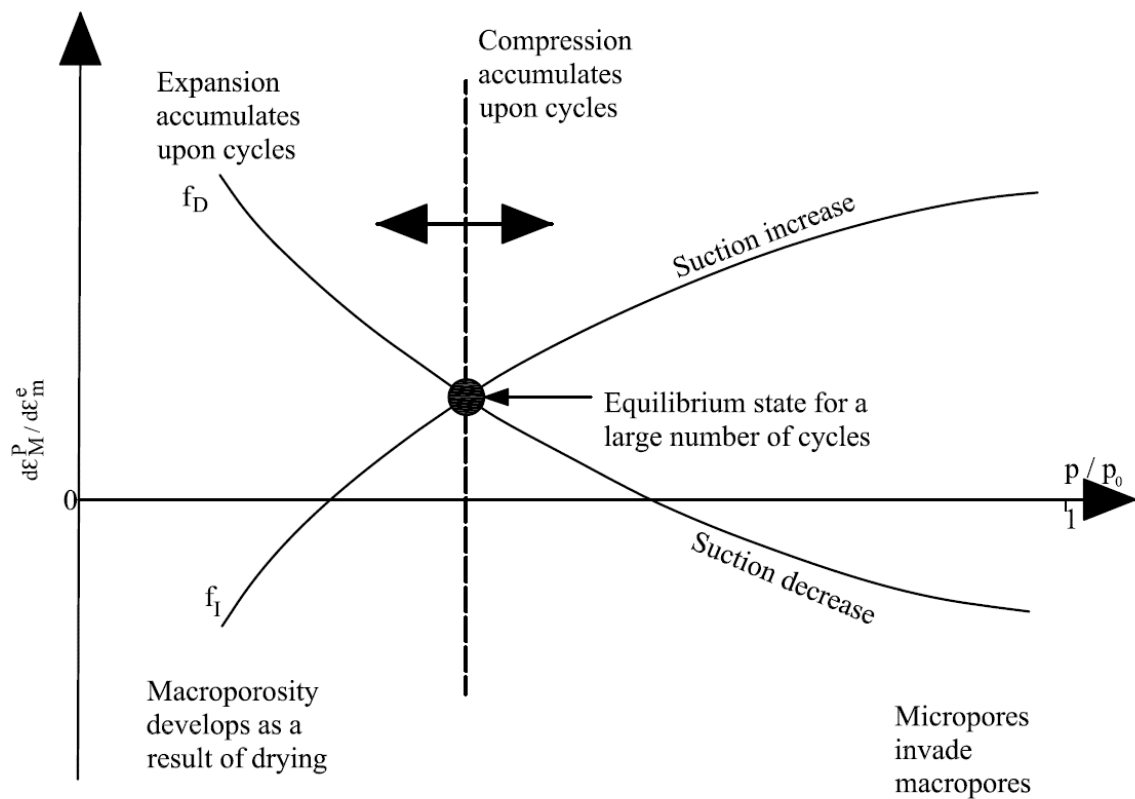 Compression
accumulates
upon cycles
Expansion
accumulates
upon cycles
f_D
Suction increase
Equilibrium state for a
large number of cycles
dε^P_M / dε^e_m
0
p / p_0
1
Suction decrease
f_I
Macroporosity
develops as a
result of drying
Micropores
invade
macropores